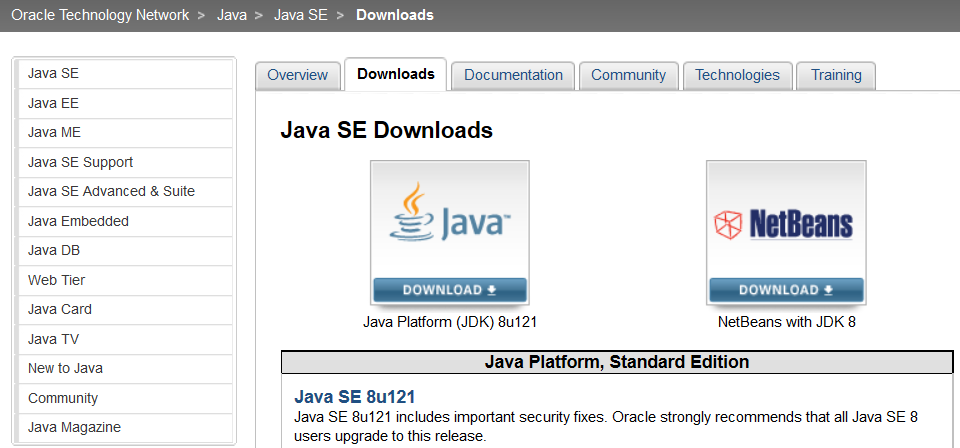 Oracle Technology Network > Java > Java SE > Downloads
Java SE
Java EE
Java ME
Java SE Support
Java SE Advanced & Suite
Java Embedded
Java DB
Web Tier
Java Card
Java TV
New to Java
Community
Java Magazine
Overview Downloads Documentation Community Technologies Training
Java SE Downloads
Java™
DOWNLOAD
Java Platform (JDK) 8u121
NetBeans
DOWNLOAD
NetBeans with JDK 8
Java Platform, Standard Edition
Java SE 8u121
Java SE 8u121 includes important security fixes. Oracle strongly recommends that all Java SE 8
users upgrade to this release.